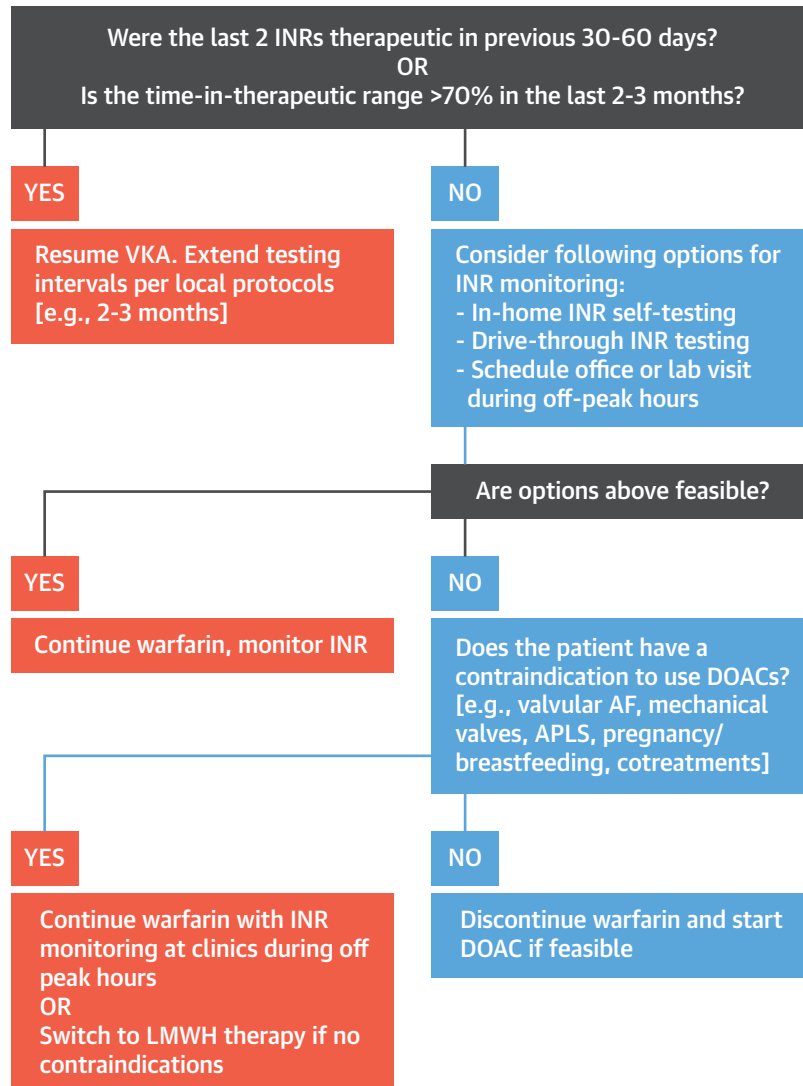 Were the last 2 INRs therapeutic in previous 30-60 days?
OR
Is the time-in-therapeutic range >70% in the last 2-3 months?
YES
NO
Resume VKA. Extend testing
intervals per local protocols
[e.g., 2-3 months]
Consider following options for
INR monitoring:
- In-home INR self-testing
- Drive-through INR testing
- Schedule office or lab visit
during off-peak hours
Are options above feasible?
YES
NO
Continue warfarin, monitor INR
Does the patient have a
contraindication to use DOACs?
[e.g., valvular AF, mechanical
valves, APLS, pregnancy/
breastfeeding, cotreatments]
YES
NO
Continue warfarin with INR
monitoring at clinics during off
peak hours
OR
Switch to LMWH therapy if no
contraindications
Discontinue warfarin and start
DOAC if feasible